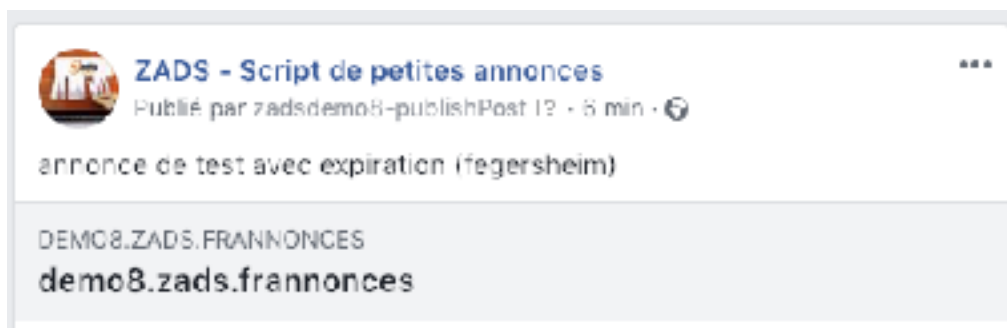 ZADS - Script de petites annonces
Publié par zadsdemo8-publishPost [?] · 6 min ·
annonce de test avec expiration (fegersheim)
DEMO8.ZADS.FRANNONCES
demo8.zads.frannonces